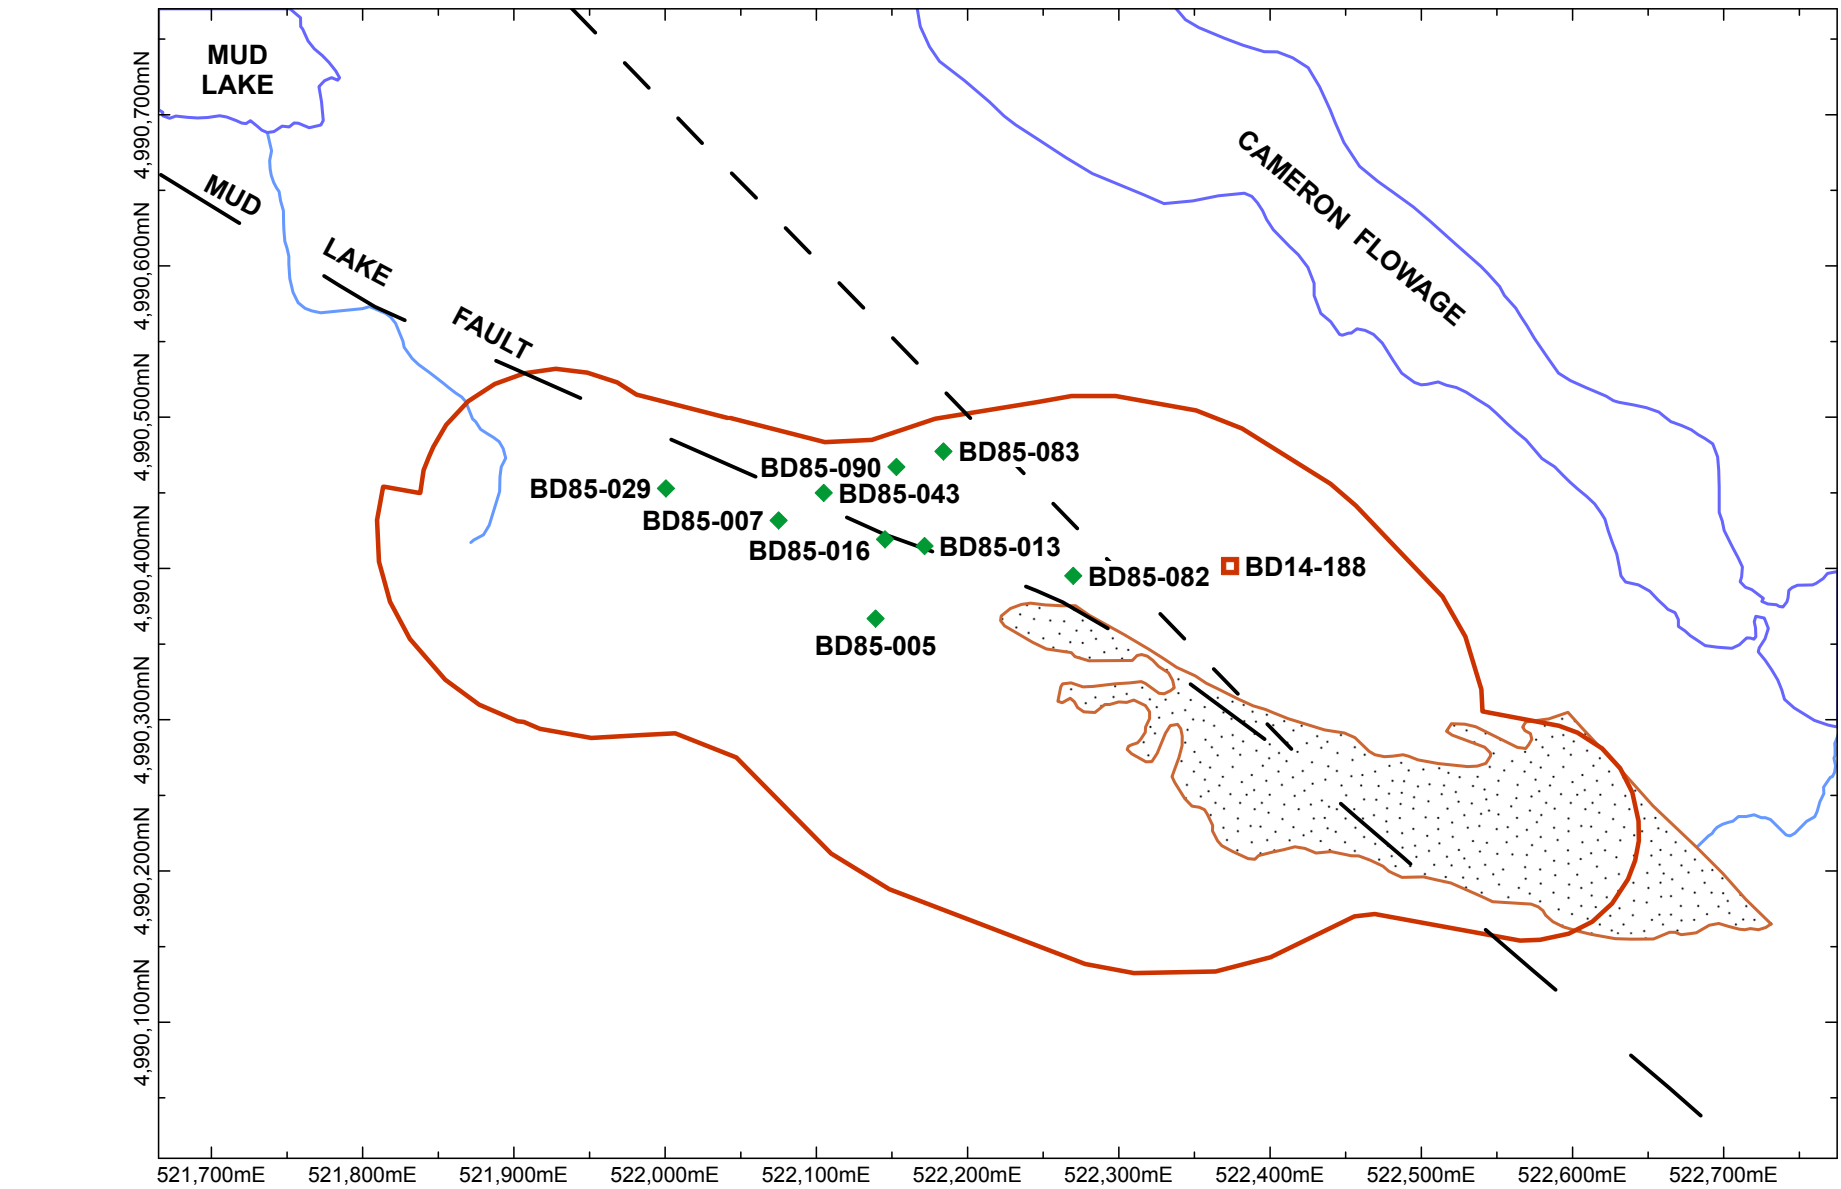 MUD
LAKE
4,990,700mN
CAMERON FLOWAGE
MUD
LAKE
FAULT
4,990,600mN
4,990,500mN
BD85-083
BD85-090
BD85-029
BD85-043
BD85-007
BD85-016
BD85-013
BD85-082
BD14-188
4,990,400mN
BD85-005
4,990,300mN
4,990,200mN
4,990,100mN
521,700mE
521,800mE
521,900mE
522,000mE
522,100mE
522,200mE
522,300mE
522,400mE
522,500mE
522,600mE
522,700mE